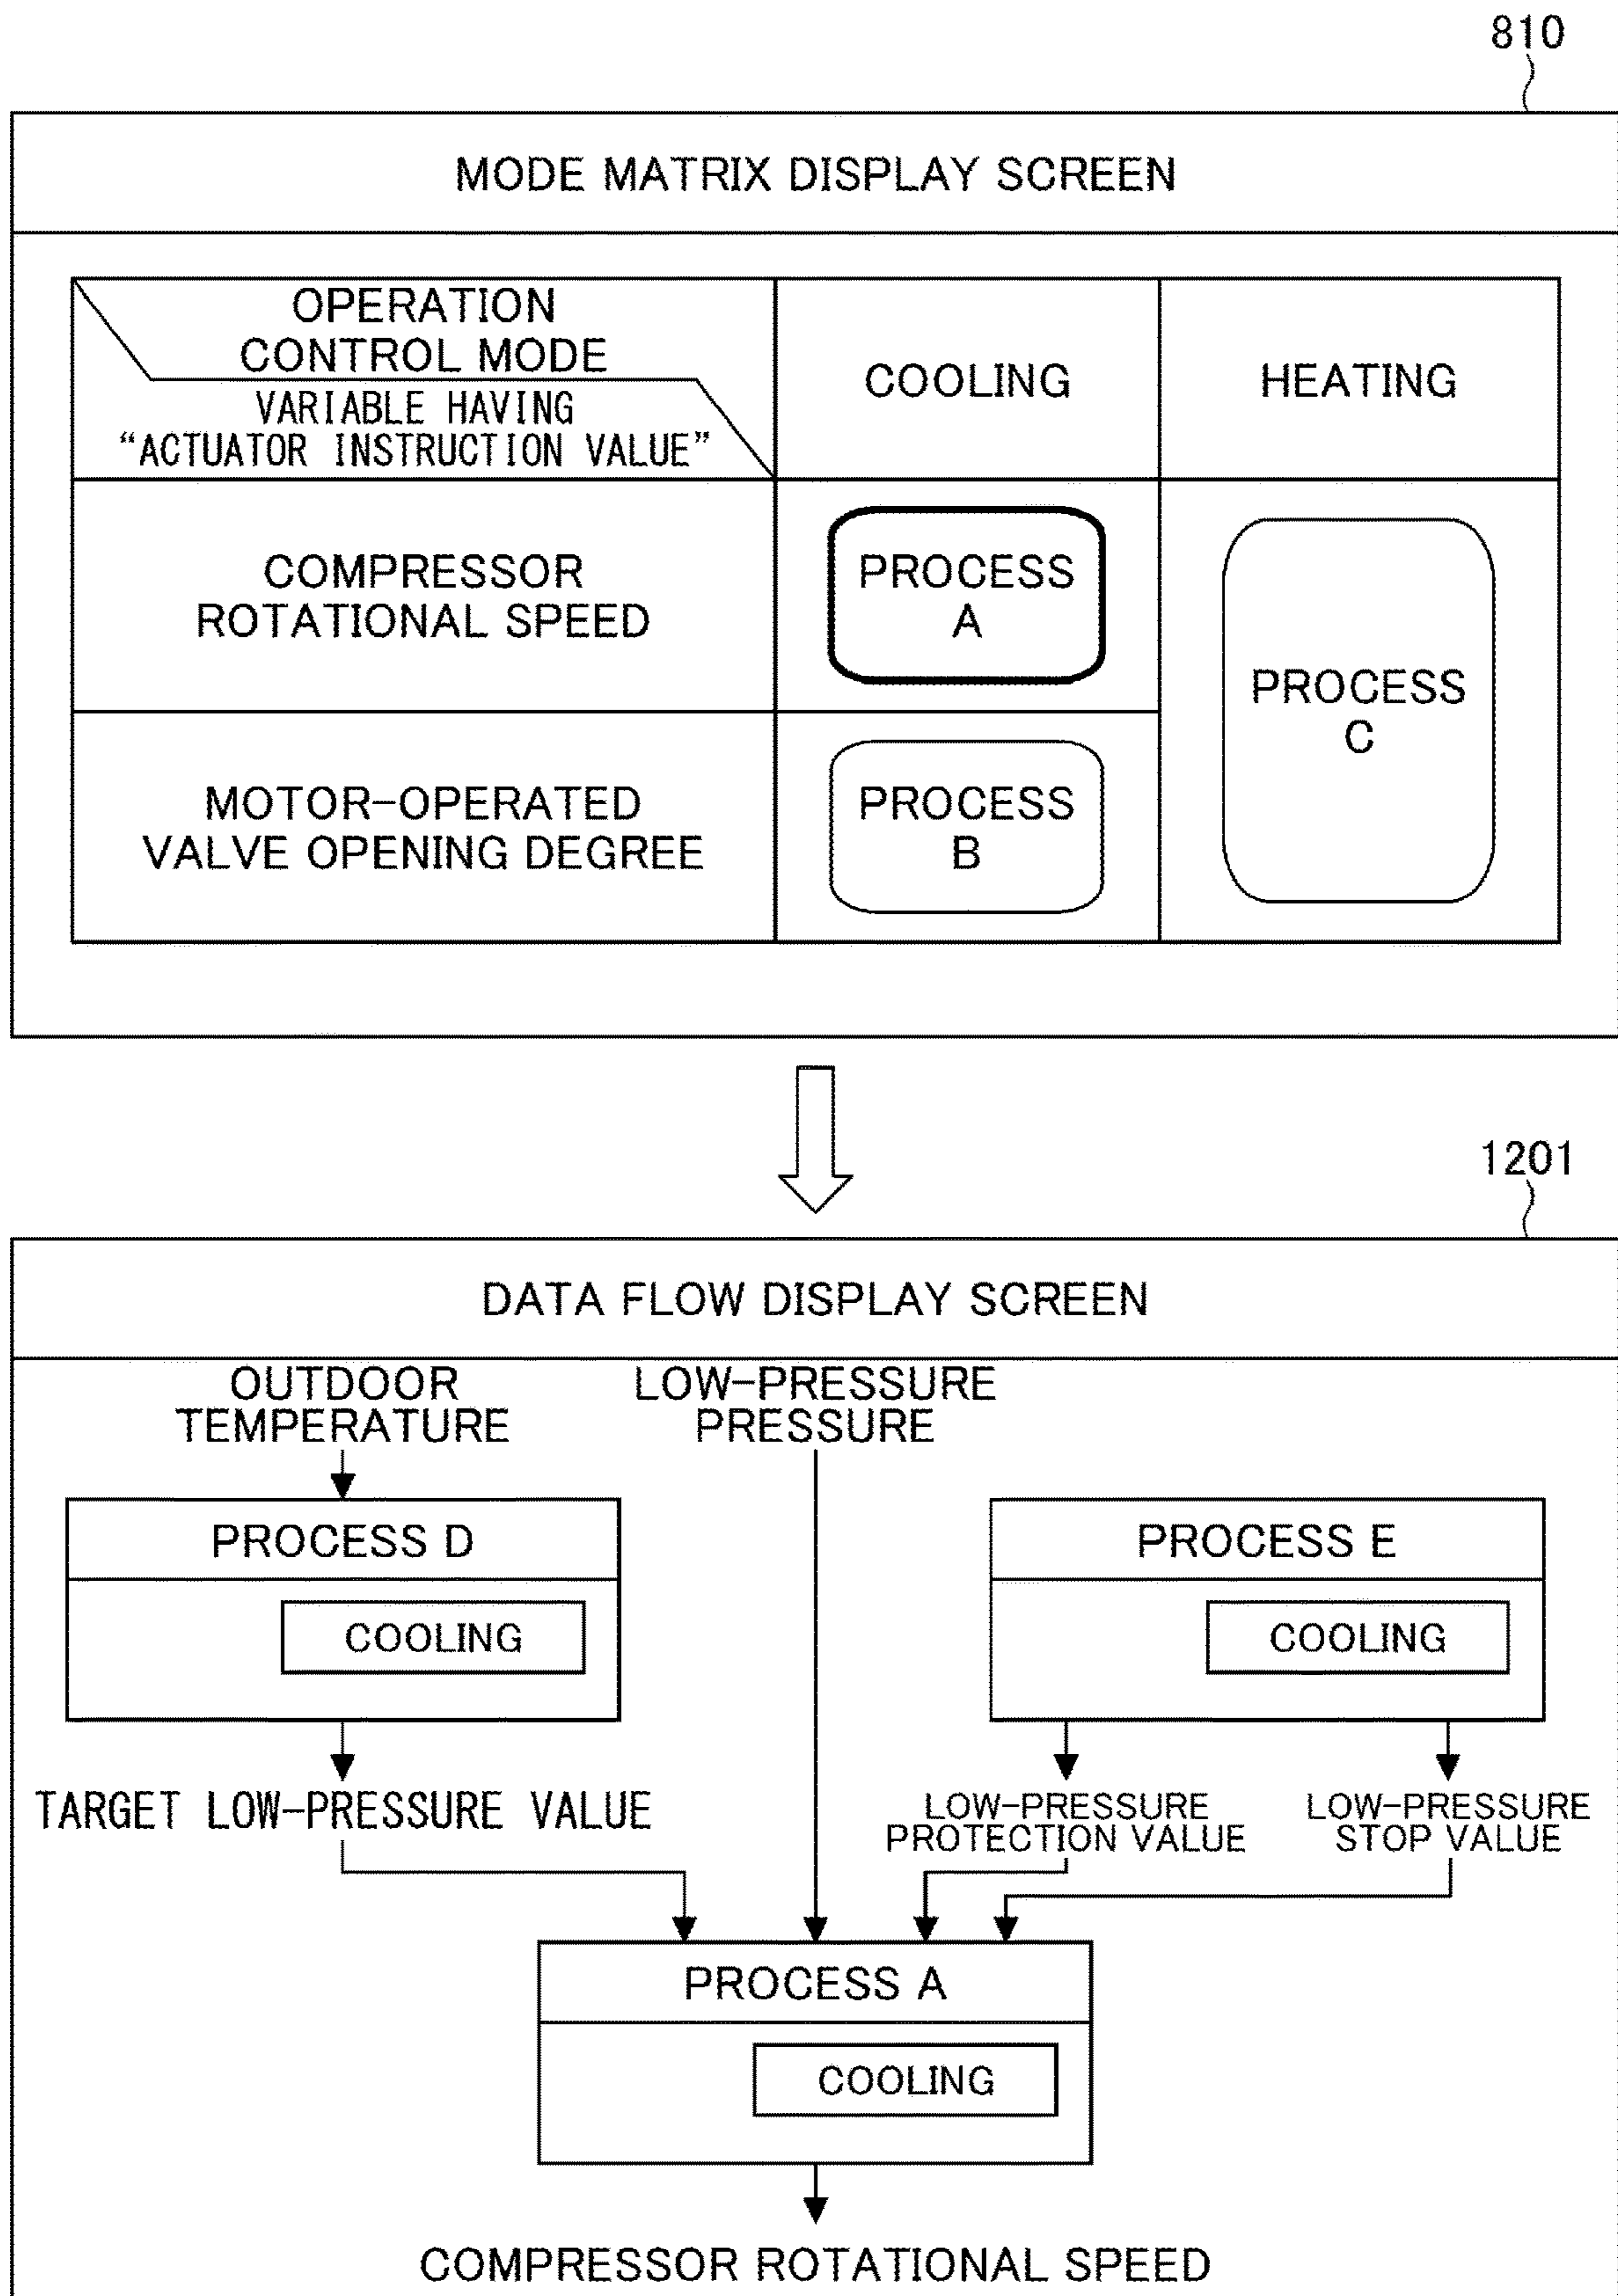 810
MODE MATRIX DISPLAY SCREEN
OPERATION
CONTROL MODE
VARIABLE HAVING
“ACTUATOR INSTRUCTION VALUE”
COOLING
HEATING
COMPRESSOR
ROTATIONAL SPEED
PROCESS
A
PROCESS
C
MOTOR-OPERATED
VALVE OPENING DEGREE
PROCESS
B
1201
DATA FLOW DISPLAY SCREEN
OUTDOOR
TEMPERATURE
LOW-PRESSURE
PRESSURE
PROCESS D
COOLING
PROCESS E
COOLING
TARGET LOW-PRESSURE VALUE
LOW-PRESSURE
PROTECTION VALUE
LOW-PRESSURE
STOP VALUE
PROCESS A
COOLING
COMPRESSOR ROTATIONAL SPEED